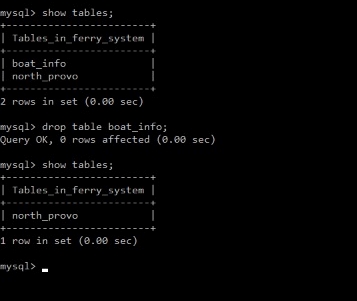 mysql> show tables;
+------------------------+
| Tables_in_ferry_system |
+------------------------+
| boat_info              |
| north_provo            |
+------------------------+
2 rows in set (0.00 sec)
mysql> drop table boat_info;
Query OK, 0 rows affected (0.00 sec)
mysql> show tables;
+------------------------+
| Tables_in_ferry_system |
+------------------------+
| north_provo            |
+------------------------+
1 row in set (0.00 sec)
mysql>